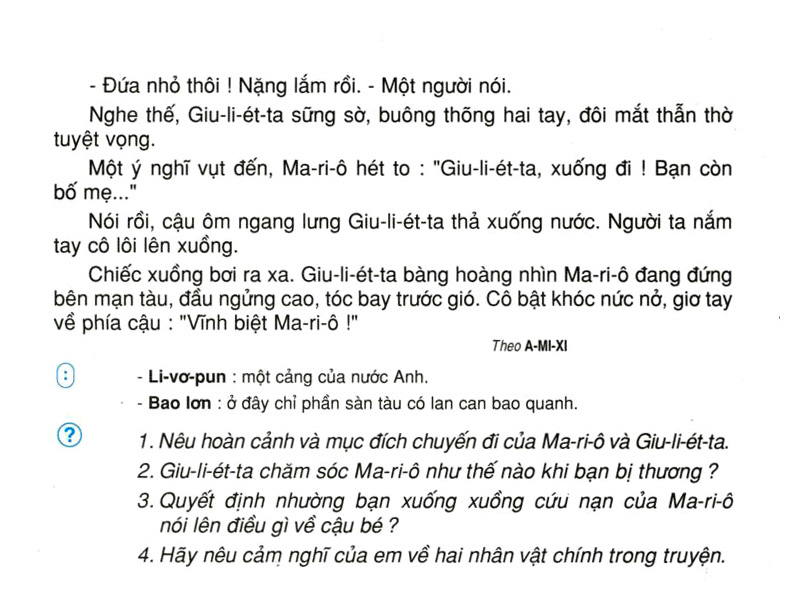 - Đứa nhỏ thôi ! Nặng lắm rồi. - Một người nói.
Nghe thế, Giu-li-ét-ta sững sờ, buông thõng hai tay, đôi mắt thẫn thờ
tuyệt vọng.
Một ý nghĩ vụt đến, Ma-ri-ô hét to : "Giu-li-ét-ta, xuống đi ! Bạn còn
bố mẹ..."
Nói rồi, cậu ôm ngang lưng Giu-li-ét-ta thả xuống nước. Người ta nắm
tay cô lôi lên xuồng.
Chiếc xuồng bơi ra xa. Giu-li-ét-ta bàng hoàng nhìn Ma-ri-ô đang đứng
bên mạn tàu, đầu ngửng cao, tóc bay trước gió. Cô bật khóc nức nở, giơ tay
về phía cậu : "Vĩnh biệt Ma-ri-ô !"
Theo A-MI-XI
: - Li-vơ-pun : một cảng của nước Anh.
- Bao lơn : ở đây chỉ phần sàn tàu có lan can bao quanh.
? 1. Nêu hoàn cảnh và mục đích chuyến đi của Ma-ri-ô và Giu-li-ét-ta.
2. Giu-li-ét-ta chăm sóc Ma-ri-ô như thế nào khi bạn bị thương ?
3. Quyết định nhường bạn xuống xuồng cứu nạn của Ma-ri-ô
nói lên điều gì về cậu bé ?
4. Hãy nêu cảm nghĩ của em về hai nhân vật chính trong truyện.